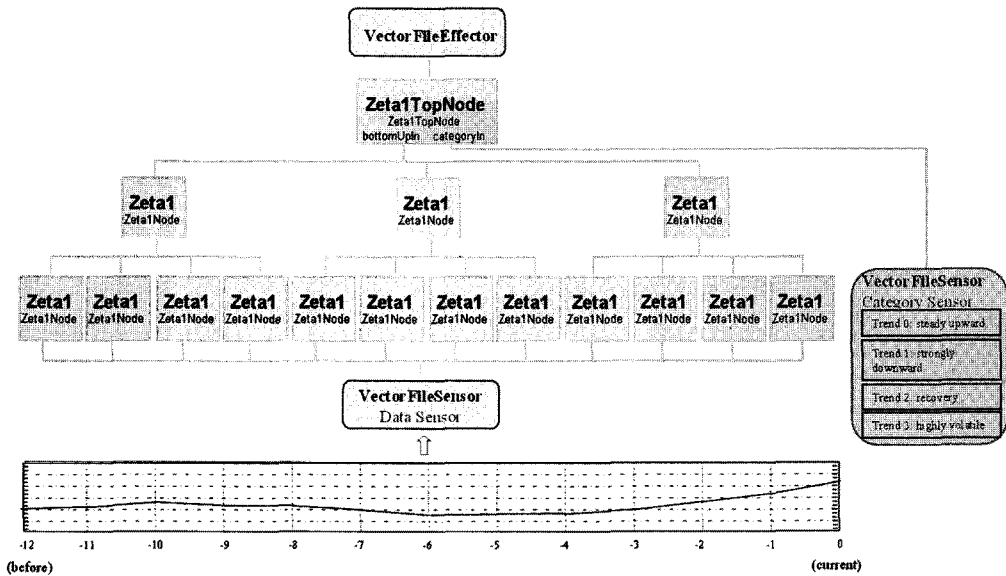 VectorFileEffector
Zeta1TopNode
Zeta1TopNode
bottomUpIn categoryIn
Zeta1 Zeta1 Zeta1
Zeta1Node Zeta1Node Zeta1Node
Zeta1 Zeta1 Zeta1 Zeta1 Zeta1 Zeta1 Zeta1 Zeta1 Zeta1 Zeta1 Zeta1 Zeta1
Zeta1Node Zeta1Node Zeta1Node Zeta1Node Zeta1Node Zeta1Node Zeta1Node Zeta1Node Zeta1Node Zeta1Node Zeta1Node Zeta1Node
VectorFileSensor
Category Sensor
Trend 0: steady upward
Trend 1: strongly
downward
Trend 2: recovery
Trend 3: highly volatile
VectorFileSensor
Data Sensor
-12 -11 -10 -9 -8 -7 -6 -5 -4 -3 -2 -1 0
(before) (current)